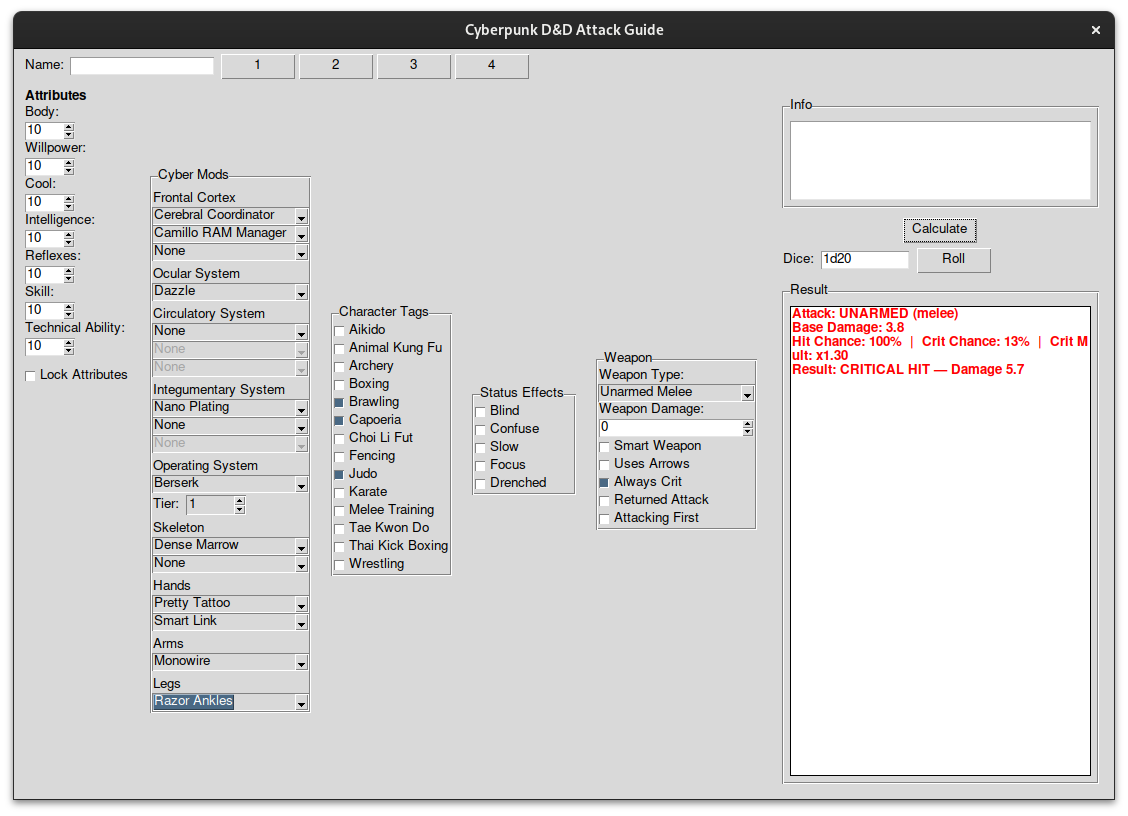 Cyberpunk D&D Attack Guide
×
Name:
1
2
3
4
Attributes
Body:
10
Willpower:
10
Cool:
10
Intelligence:
10
Reflexes:
10
Skill:
10
Technical Ability:
10
Lock Attributes
Cyber Mods
Frontal Cortex
Cerebral Coordinator
Camillo RAM Manager
None
Ocular System
Dazzle
Circulatory System
None
None
None
Integumentary System
Nano Plating
None
None
Operating System
Berserk
Tier: 1
Skeleton
Dense Marrow
None
Hands
Pretty Tattoo
Smart Link
Arms
Monowire
Legs
Razor Ankles
Character Tags
Aikido
Animal Kung Fu
Archery
Boxing
Brawling
Capoeria
Choi Li Fut
Fencing
Judo
Karate
Melee Training
Tae Kwon Do
Thai Kick Boxing
Wrestling
Status Effects
Blind
Confuse
Slow
Focus
Drenched
Weapon
Weapon Type:
Unarmed Melee
Weapon Damage:
0
Smart Weapon
Uses Arrows
Always Crit
Returned Attack
Attacking First
Info
Calculate
Dice: 1d20 Roll
Result
Attack: UNARMED (melee)
Base Damage: 3.8
Hit Chance: 100% | Crit Chance: 13% | Crit M
ult: x1.30
Result: CRITICAL HIT — Damage 5.7